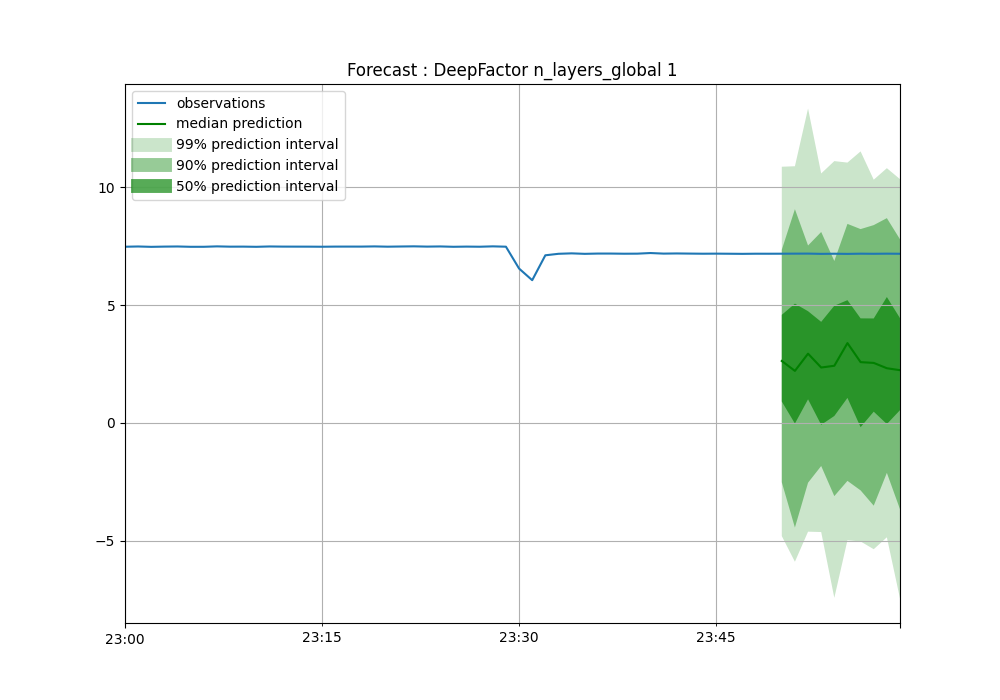 Forecast : DeepFactor n_layers_global 1
observations
median prediction
99% prediction interval
90% prediction interval
50% prediction interval
10
5
0
−5
23:00
23:15
23:30
23:45